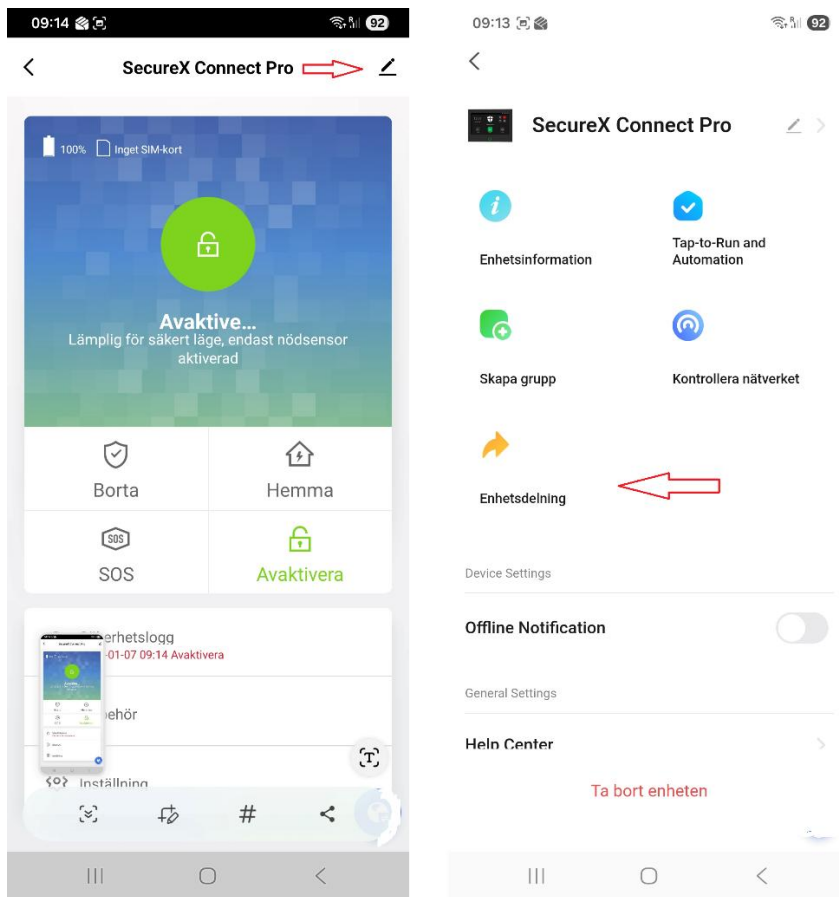 09:14
92
SecureX Connect Pro
100%
Inget SIM-kort
Avaktive...
Lämplig för säkert läge, endast nödsensor
aktiverad
Borta
Hemma
SOS
SOS
Avaktivera
erhetslogg
-01-07 09:14 Avaktivera
ehör
Inställning
T
#
09:13
92
SecureX Connect Pro
Enhetsinformation
Tap-to-Run and
Automation
Skapa grupp
Kontrollera nätverket
Enhetsdelning
Device Settings
Offline Notification
General Settings
Help Center
Ta bort enheten